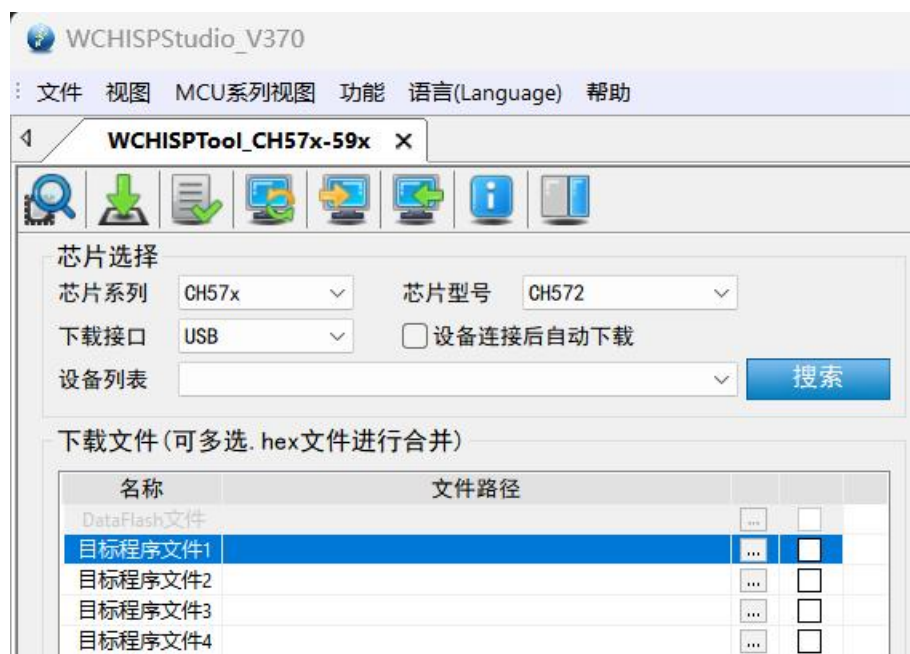 WCHISPStudio_V370
文件 视图 MCU系列视图 功能 语言(Language) 帮助
WCHISPTool_CH57x-59x
芯片选择
芯片系列 CH57x 芯片型号 CH572
下载接口 USB 设备连接后自动下载
设备列表 搜索
下载文件(可多选.hex文件进行合并)
名称 文件路径
DataFlash文件 ...
目标程序文件1 ...
目标程序文件2 ...
目标程序文件3 ...
目标程序文件4 ...